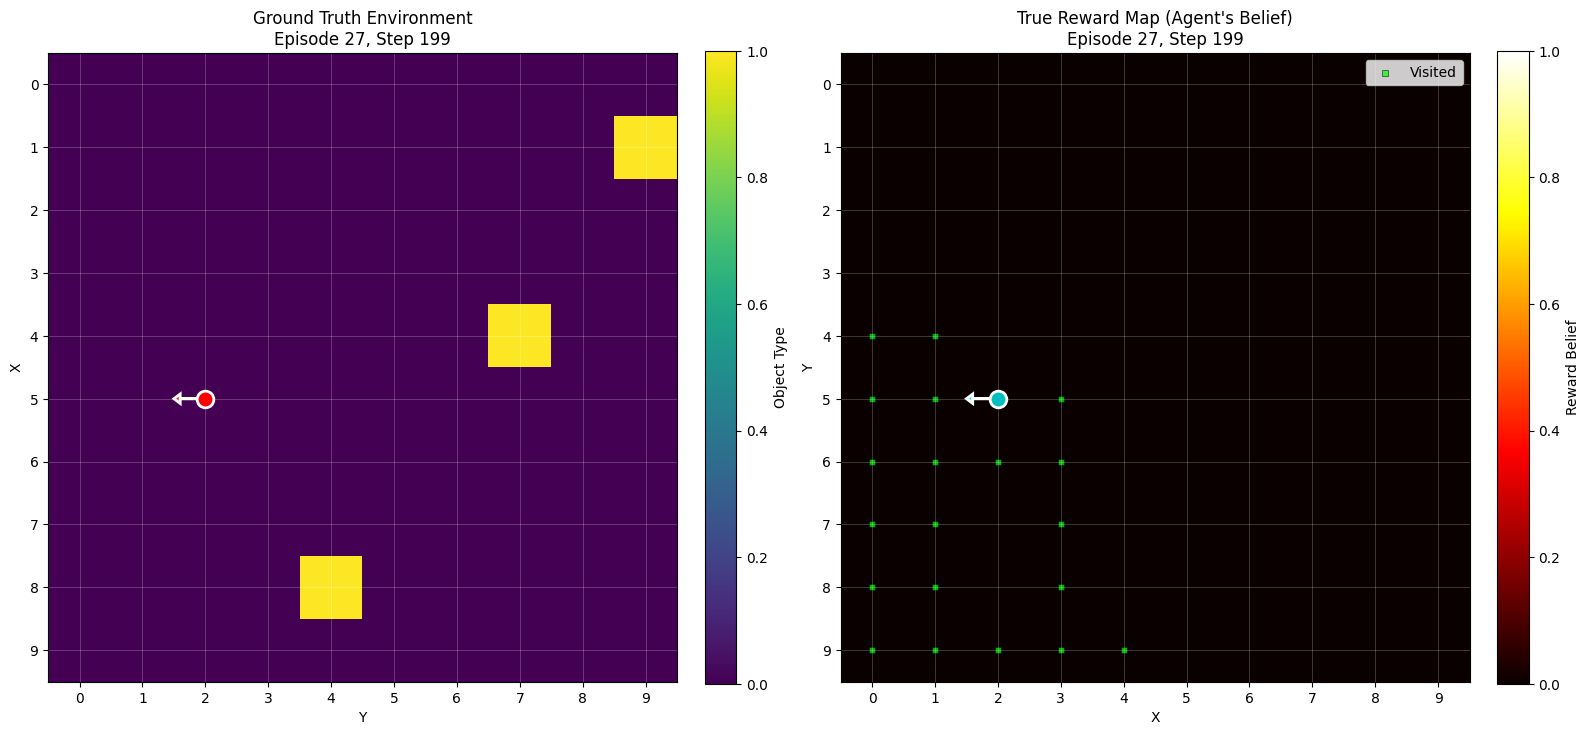 Ground Truth Environment
Episode 27, Step 199
0
1
2
3
4
5
6
7
8
9
X
0 1 2 3 4 5 6 7 8 9
Y
1.0
0.8
0.6
0.4
0.2
0.0
Object Type
True Reward Map (Agent's Belief)
Episode 27, Step 199
Visited
0
1
2
3
4
5
6
7
8
9
Y
0 1 2 3 4 5 6 7 8 9
X
1.0
0.8
0.6
0.4
0.2
0.0
Reward Belief